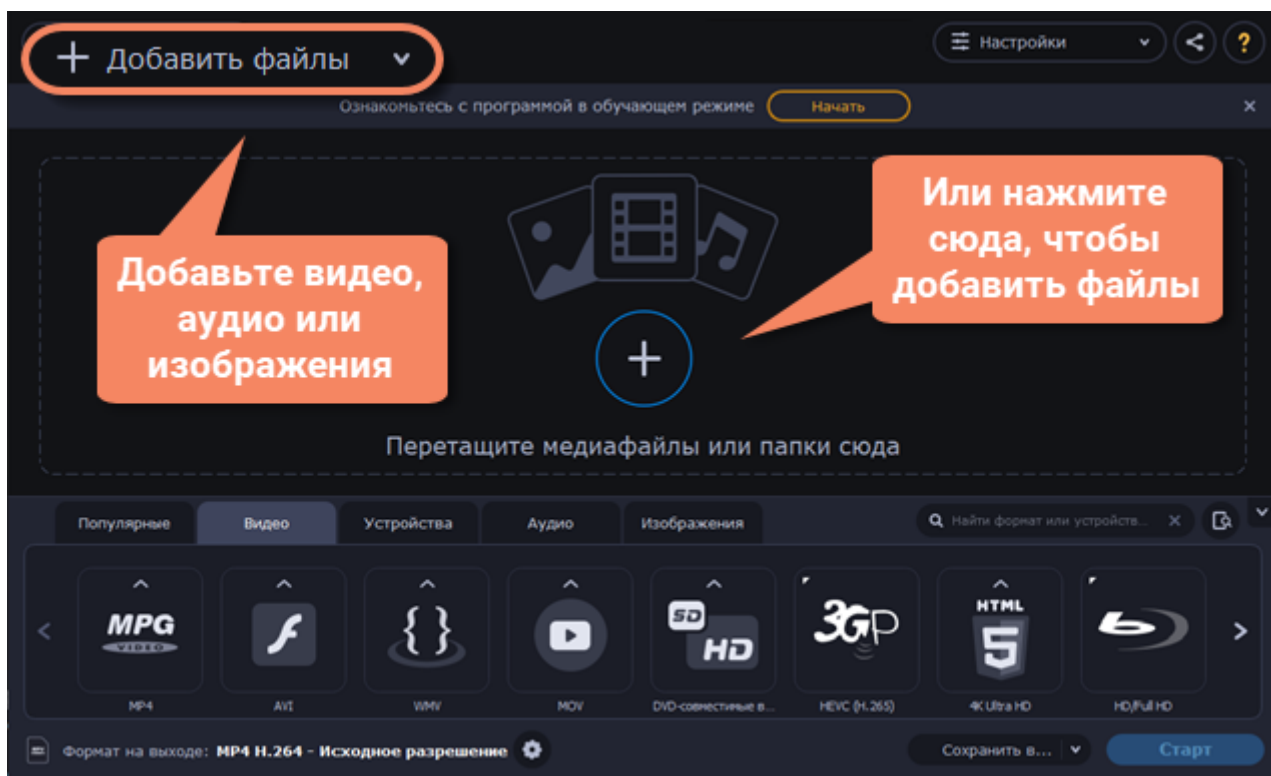 Добавить файлы
Настройки
?
Ознакомьтесь с программой в обучающем режиме
Начать
Добавьте видео,
аудио или
изображения
Или нажмите
сюда, чтобы
добавить файлы
Перетащите медиафайлы или папки сюда
Популярные
Видео
Устройства
Аудио
Изображения
Найти формат или устройств...
MPG
VIDEO
SD
HD
3GP
HTML
5
MP4
AVI
WMV
MOV
DVD-совместимые в...
HEVC (H.265)
4K Ultra HD
HD/Full HD
Формат на выходе: MP4 H.264 - Исходное разрешение
Сохранить в...
Старт